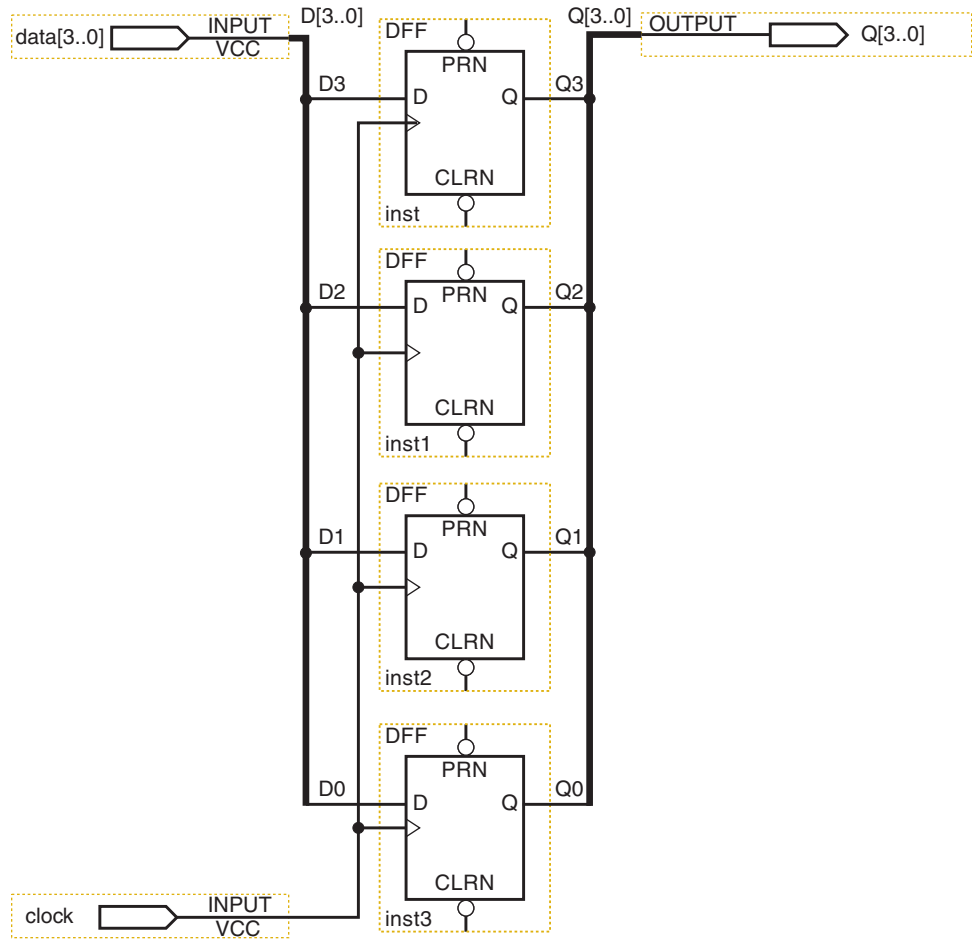 data[3..0]
INPUT
VCC
D[3..0]
DFF
PRN
D3
D
Q
Q3
CLRN
inst
Q[3..0]
OUTPUT
Q[3..0]
DFF
PRN
D2
D
Q
Q2
CLRN
inst1
DFF
PRN
D1
D
Q
Q1
CLRN
inst2
DFF
PRN
D0
D
Q
Q0
CLRN
inst3
clock
INPUT
VCC